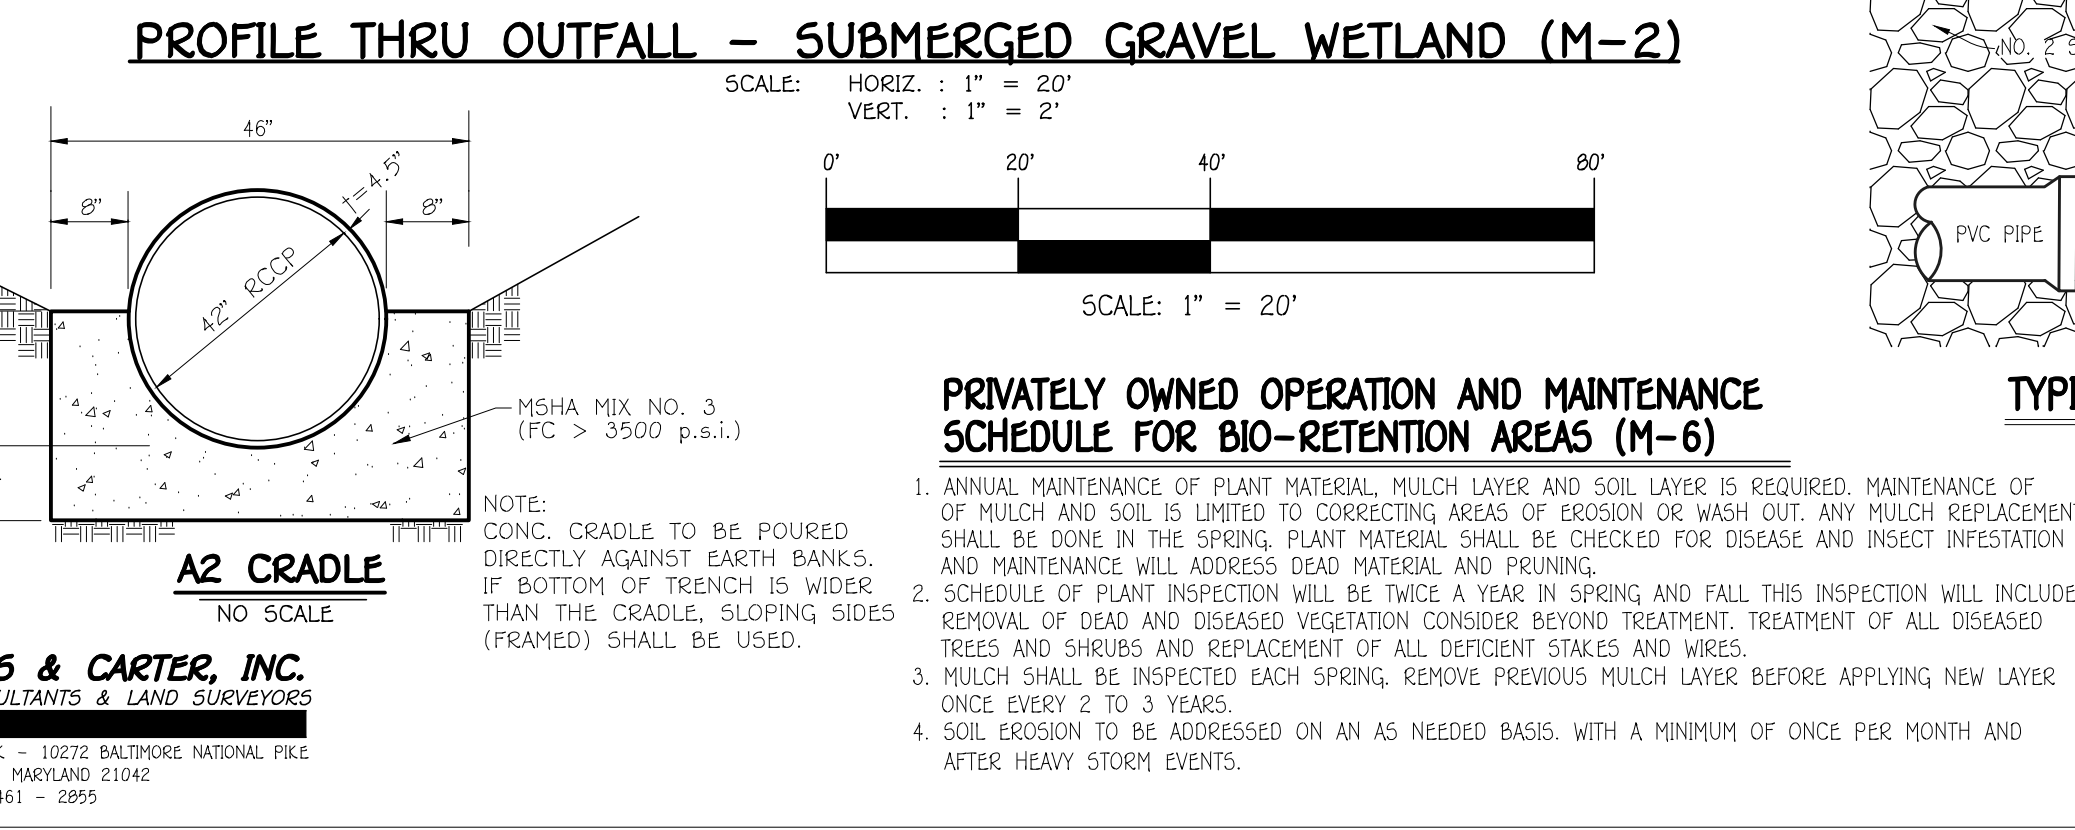 PROFILE THRU OUTFALL - SUBMERGED GRAVEL WETLAND (M-2)
SCALE: HORIZ. : 1" = 20'
VERT. : 1" = 2'
0' 20' 40' 80'
SCALE: 1" = 20'
46"
8"
t=4.5"
8"
42" RCCP
MSHA MIX NO. 3
(FC > 3500 p.s.i.)
NOTE:
CONC. CRADLE TO BE POURED
DIRECTLY AGAINST EARTH BANKS.
IF BOTTOM OF TRENCH IS WIDER
THAN THE CRADLE, SLOPING SIDES
(FRAMED) SHALL BE USED.
A2 CRADLE
NO SCALE
& CARTER, INC.
& LAND SURVEYORS
- 10272 BALTIMORE NATIONAL PIKE
MARYLAND 21042
461 - 2855
NO. 2
PVC PIPE
PRIVATELY OWNED OPERATION AND MAINTENANCE
SCHEDULE FOR BIO-RETENTION AREAS (M-6)
1. ANNUAL MAINTENANCE OF PLANT MATERIAL, MULCH LAYER AND SOIL LAYER IS REQUIRED. MAINTENANCE OF
OF MULCH AND SOIL IS LIMITED TO CORRECTING AREAS OF EROSION OR WASH OUT. ANY MULCH REPLACEMENT
SHALL BE DONE IN THE SPRING. PLANT MATERIAL SHALL BE CHECKED FOR DISEASE AND INSECT INFESTATION
AND MAINTENANCE WILL ADDRESS DEAD MATERIAL AND PRUNING.
2. SCHEDULE OF PLANT INSPECTION WILL BE TWICE A YEAR IN SPRING AND FALL THIS INSPECTION WILL INCLUDE
REMOVAL OF DEAD AND DISEASED VEGETATION CONSIDER BEYOND TREATMENT. TREATMENT OF ALL DISEASED
TREES AND SHRUBS AND REPLACEMENT OF ALL DEFICIENT STAKES AND WIRES.
3. MULCH SHALL BE INSPECTED EACH SPRING. REMOVE PREVIOUS MULCH LAYER BEFORE APPLYING NEW LAYER
ONCE EVERY 2 TO 3 YEARS.
4. SOIL EROSION TO BE ADDRESSED ON AN AS NEEDED BASIS. WITH A MINIMUM OF ONCE PER MONTH AND
AFTER HEAVY STORM EVENTS.